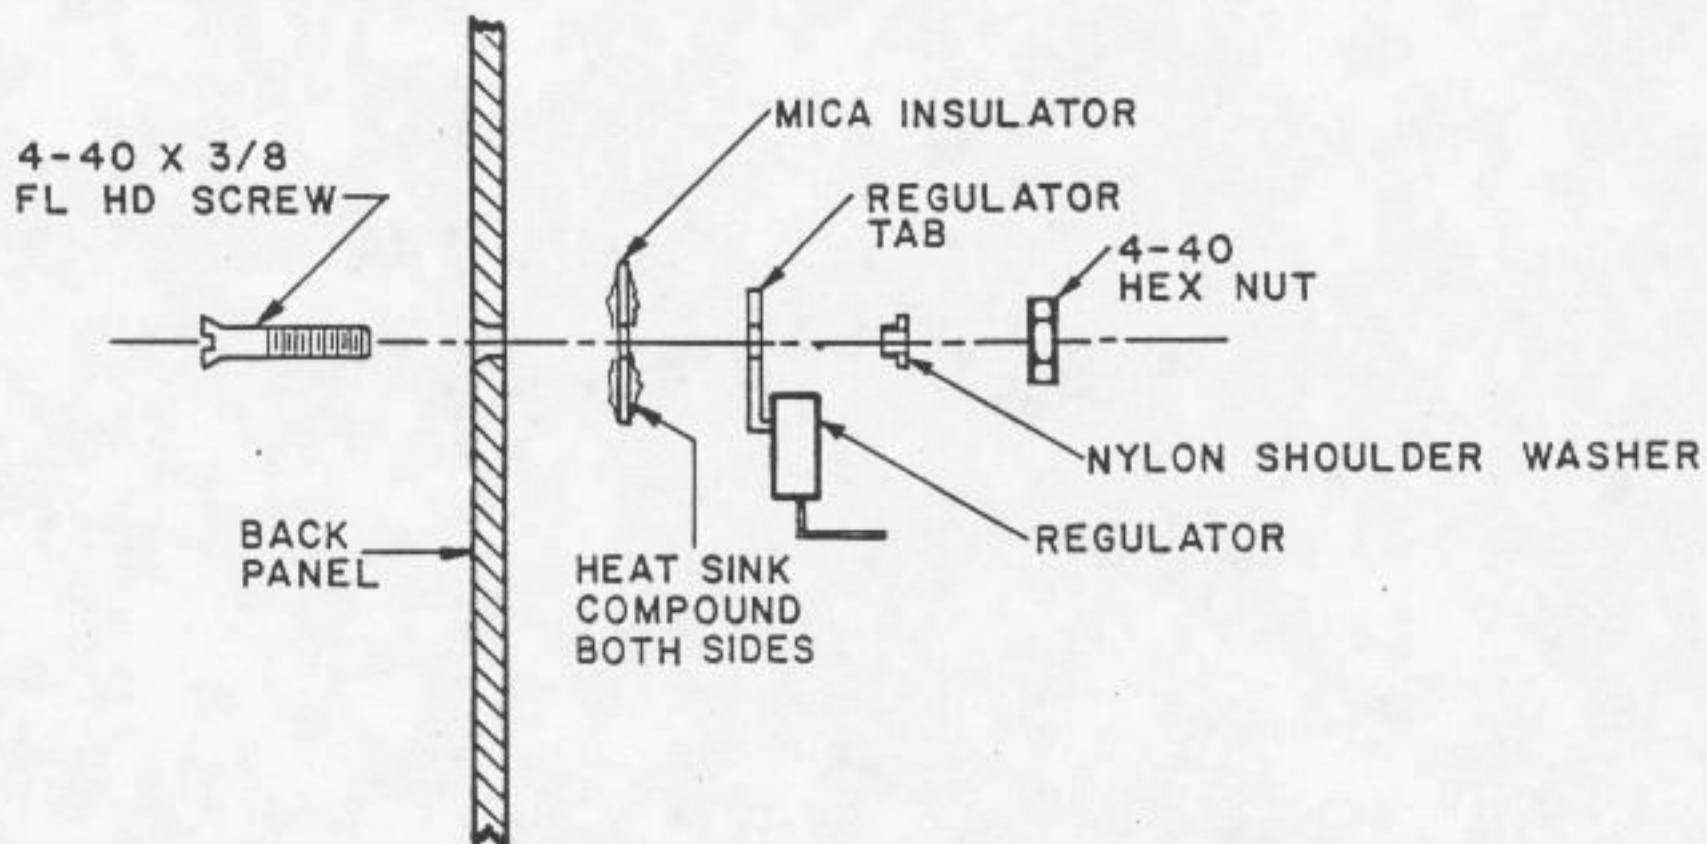 MICA INSULATOR
4-40 X 3/8
FL HD SCREW
REGULATOR
TAB
4-40
HEX NUT
NYLON SHOULDER WASHER
BACK
PANEL
REGULATOR
HEAT SINK
COMPOUND
BOTH SIDES